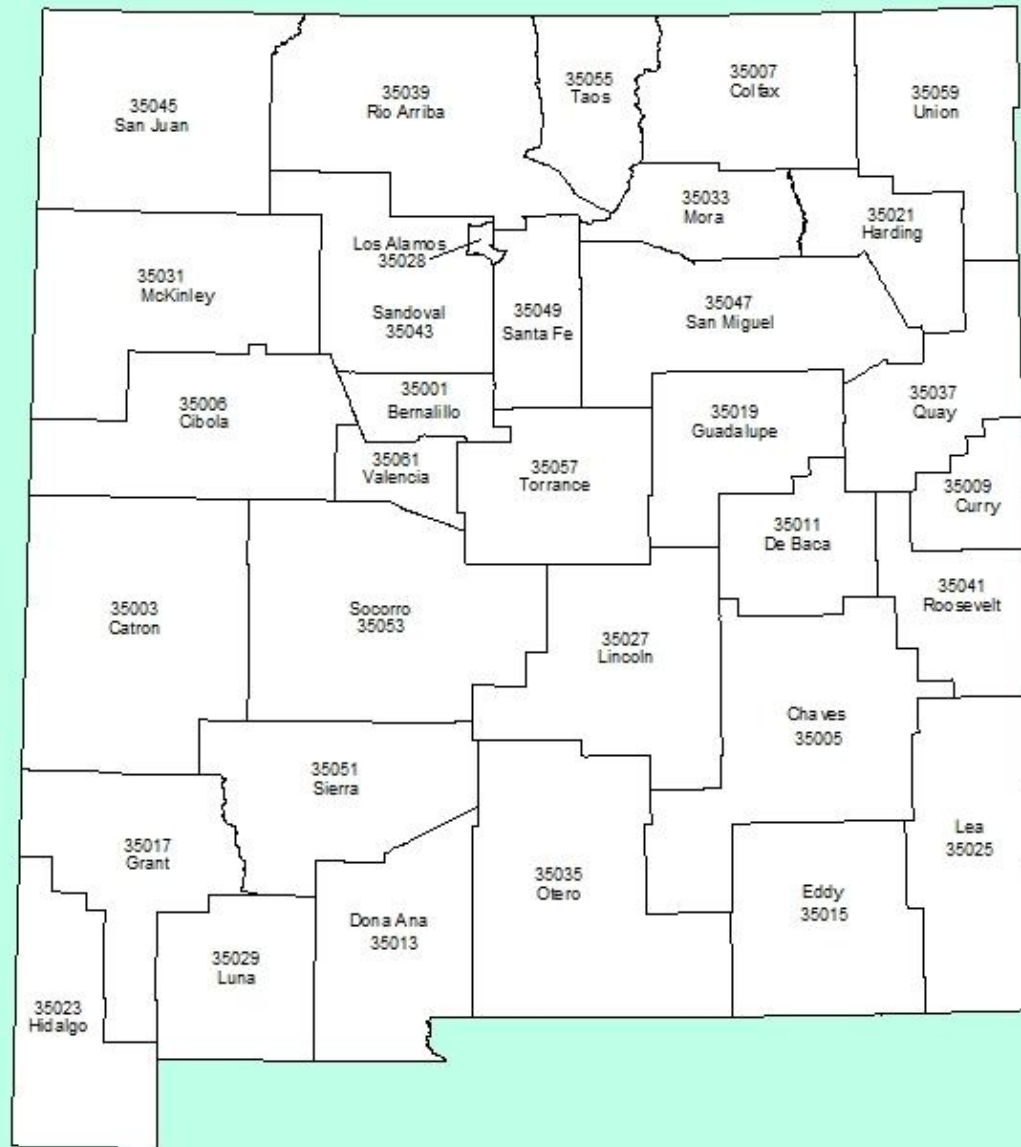 35045
San Juan
35039
Rio Arriba
35055
Taos
35007
Colfax
35059
Union
35033
Mora
35021
Harding
Los Alamos
35028
35031
McKinley
Sandoval
35043
35049
Santa Fe
35047
San Miguel
35006
Cibola
35001
Bernalillo
35019
Guadalupe
35037
Quay
35061
Valencia
35057
Torrance
35009
Curry
35011
De Baca
35003
Catron
Socorro
35053
35027
Lincoln
35041
Roosevelt
Chaves
35005
35051
Sierra
35017
Grant
35035
Otero
Lea
35025
Eddy
35015
Dona Ana
35013
35029
Luna
35023
Hidalgo